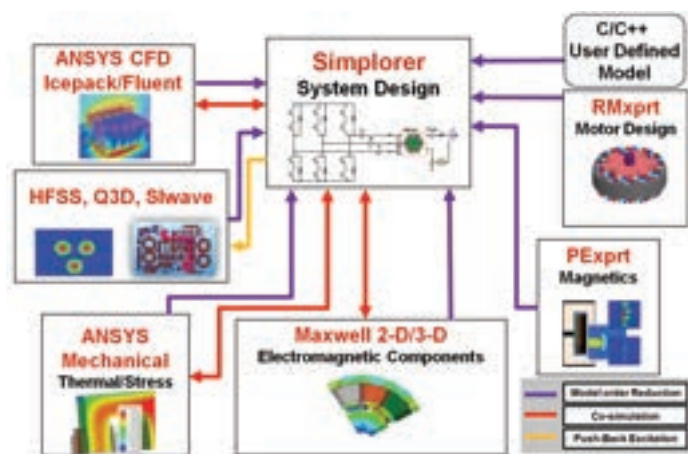 ANSYS CFD
Icepack/Fluent
Simplorer
System Design
C/C++
User Defined
Model
RMxprt
Motor Design
HFSS, Q3D, SIwave
PExprt
Magnetics
ANSYS
Mechanical
Thermal/Stress
Maxwell 2-D/3-D
Electromagnetic Components
Model order Reduction
Co-simulation
Push-Back Excitation